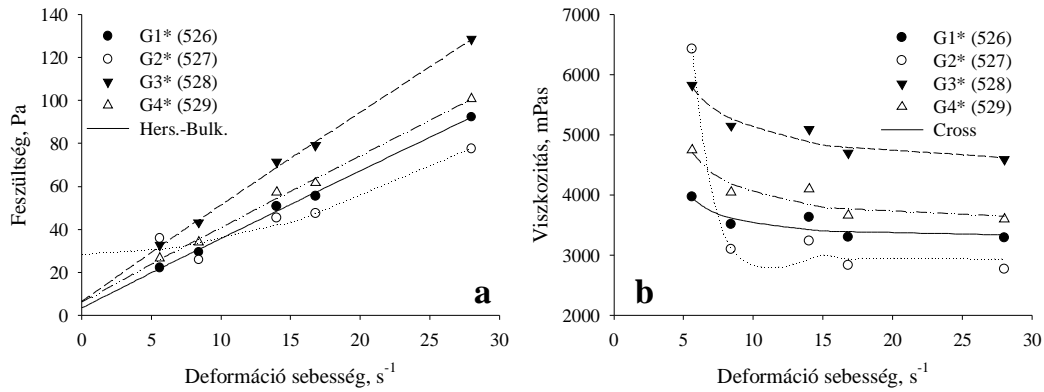 140
120
100
80
60
40
20
0
Feszültség, Pa
G1* (526)
G2* (527)
G3* (528)
G4* (529)
Hers.-Bulk.
a
0 5 10 15 20 25 30
Deformáció sebesség, s-1
7000
6000
5000
4000
3000
2000
Viszkozitás, mPas
G1* (526)
G2* (527)
G3* (528)
G4* (529)
Cross
b
0 5 10 15 20 25 30
Deformáció sebesség, s-1